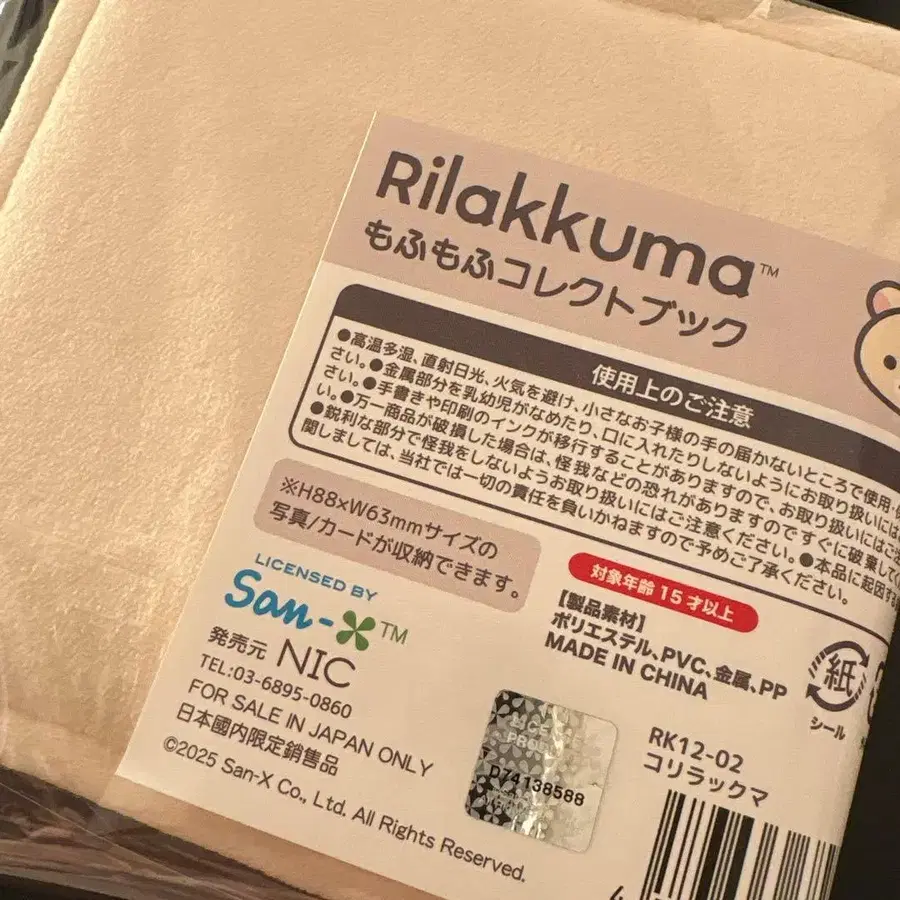 Rilakkuma™
もふもふコレクトブック
使用上のご注意
●高温多湿、直射日光、火気を避け、小さなお子様の手の届かないところで使用・
さい。●金属部分を乳幼児がなめたり、口に入れたりしないようにお取り扱いには
さい。●手書きや印刷のインクが移行することがありますので、お取り扱いにはご
い。●万一商品が破損した場合は、怪我などの恐れがありますのですぐに破棄して
●鋭利な部分で怪我をしないようお取り扱いにはご注意ください。●本品に起因する
関しましては、当社では一切の責任を負いかねますので予めご了承ください。
※H88×W63mmサイズの
写真/カードが収納できます。
対象年齢15才以上
【製品素材】
ポリエステル、PVC、金属、PP
MADE IN CHINA
紙
シール
LICENSED BY
San-X™
発売元 NIC
TEL:03-6895-0860
FOR SALE IN JAPAN ONLY
日本國内限定銷售品
©2025 San-X Co., Ltd. All Rights Reserved.
D74138588
RK12-02
コリラックマ
4